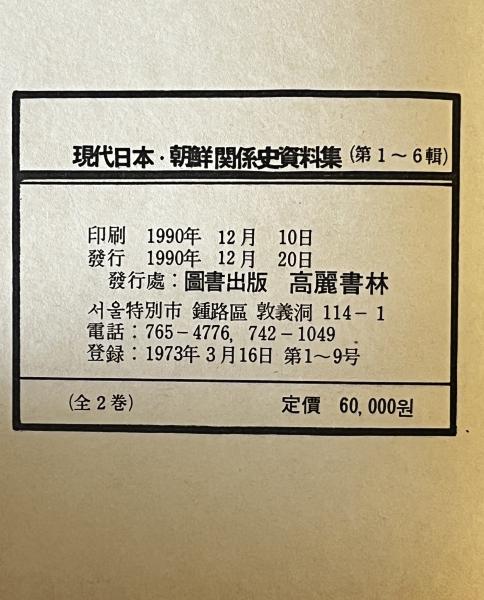 現代日本·朝鮮關係史資料集 (第1～6輯)
印刷 1990年 12月 10日
發行 1990年 12月 20日
發行處:圖書出版 高麗書林
서울特別市 鍾路區 敦義洞 114－1
電話:765－4776, 742－1049
登録:1973年3月16日 第1～9号
(全2巻)
定價 60,000원